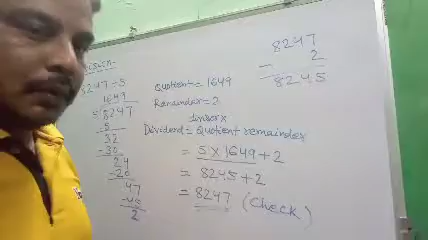 8247÷5
1649
5 8247
-5
32
-30
24
-20
47
-45
2
Quotient = 1649
Remainder = 2
divisor x
Dividend = Quotient remainder
= 5 X 1649 + 2
= 8245 + 2
= 8247 (Check)
8247
- 2
8245